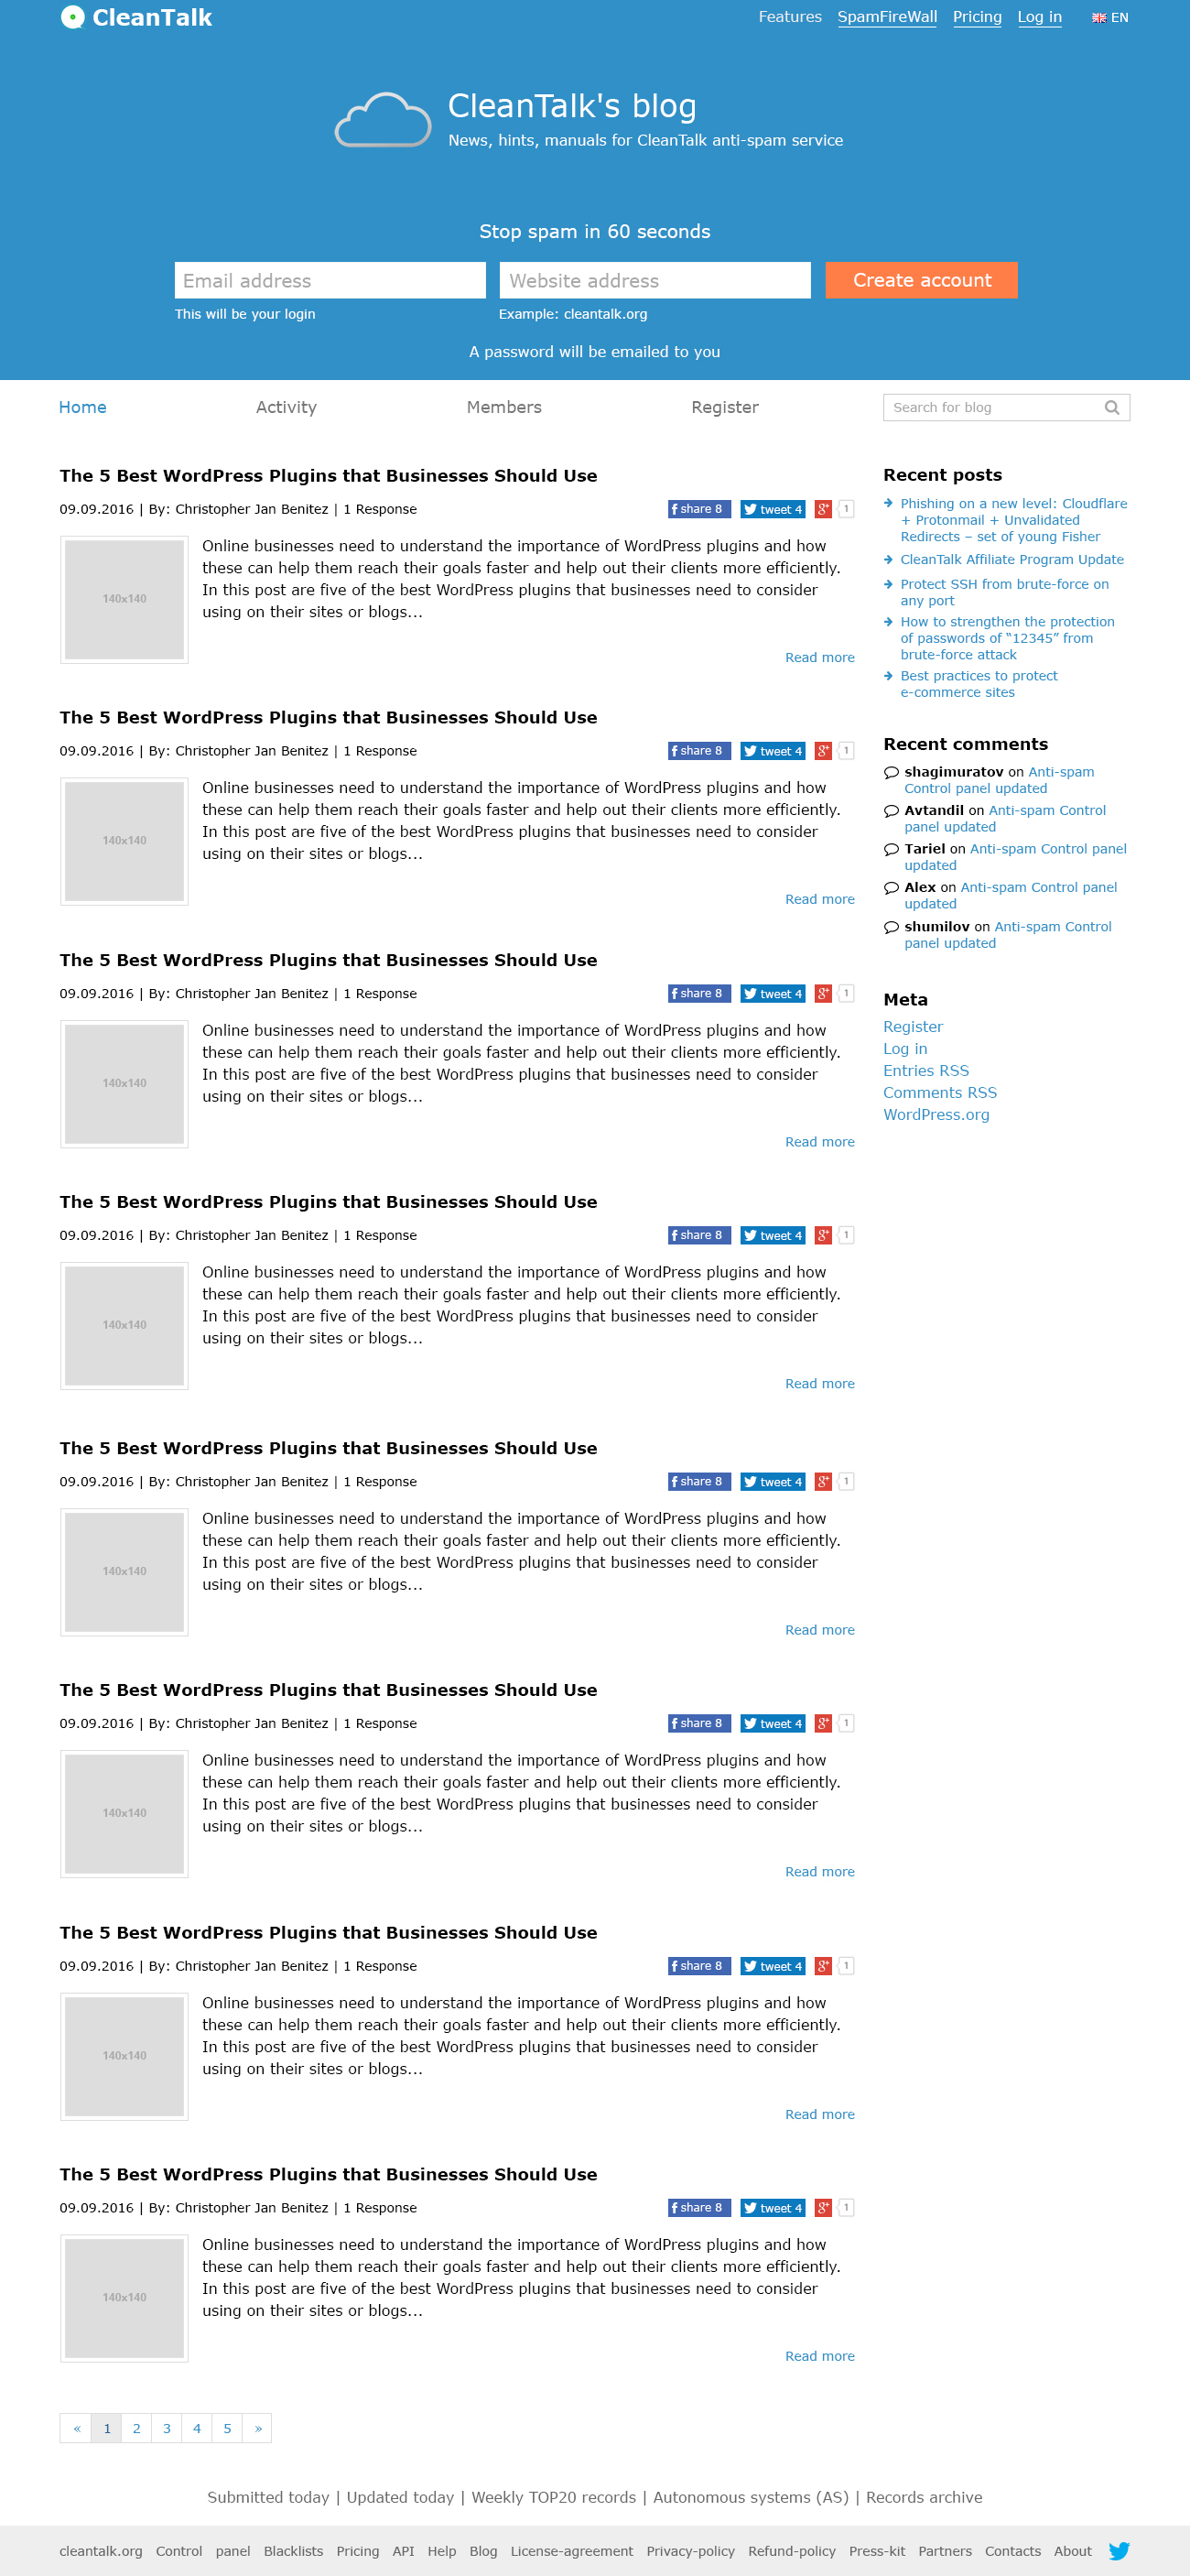 CleanTalk
Features SpamFireWall Pricing Log in EN
CleanTalk's blog
News, hints, manuals for CleanTalk anti-spam service
Stop spam in 60 seconds
Email address Website address Create account
This will be your login Example: cleantalk.org
A password will be emailed to you
Home Activity Members Register Search for blog
The 5 Best WordPress Plugins that Businesses Should Use
09.09.2016 | By: Christopher Jan Benitez | 1 Response share 8 tweet 4 g+ 1
140x140
Online businesses need to understand the importance of WordPress plugins and how
these can help them reach their goals faster and help out their clients more efficiently.
In this post are five of the best WordPress plugins that businesses need to consider
using on their sites or blogs...
Read more
The 5 Best WordPress Plugins that Businesses Should Use
09.09.2016 | By: Christopher Jan Benitez | 1 Response share 8 tweet 4 g+ 1
140x140
Online businesses need to understand the importance of WordPress plugins and how
these can help them reach their goals faster and help out their clients more efficiently.
In this post are five of the best WordPress plugins that businesses need to consider
using on their sites or blogs...
Read more
The 5 Best WordPress Plugins that Businesses Should Use
09.09.2016 | By: Christopher Jan Benitez | 1 Response share 8 tweet 4 g+ 1
140x140
Online businesses need to understand the importance of WordPress plugins and how
these can help them reach their goals faster and help out their clients more efficiently.
In this post are five of the best WordPress plugins that businesses need to consider
using on their sites or blogs...
Read more
The 5 Best WordPress Plugins that Businesses Should Use
09.09.2016 | By: Christopher Jan Benitez | 1 Response share 8 tweet 4 g+ 1
140x140
Online businesses need to understand the importance of WordPress plugins and how
these can help them reach their goals faster and help out their clients more efficiently.
In this post are five of the best WordPress plugins that businesses need to consider
using on their sites or blogs...
Read more
The 5 Best WordPress Plugins that Businesses Should Use
09.09.2016 | By: Christopher Jan Benitez | 1 Response share 8 tweet 4 g+ 1
140x140
Online businesses need to understand the importance of WordPress plugins and how
these can help them reach their goals faster and help out their clients more efficiently.
In this post are five of the best WordPress plugins that businesses need to consider
using on their sites or blogs...
Read more
The 5 Best WordPress Plugins that Businesses Should Use
09.09.2016 | By: Christopher Jan Benitez | 1 Response share 8 tweet 4 g+ 1
140x140
Online businesses need to understand the importance of WordPress plugins and how
these can help them reach their goals faster and help out their clients more efficiently.
In this post are five of the best WordPress plugins that businesses need to consider
using on their sites or blogs...
Read more
The 5 Best WordPress Plugins that Businesses Should Use
09.09.2016 | By: Christopher Jan Benitez | 1 Response share 8 tweet 4 g+ 1
140x140
Online businesses need to understand the importance of WordPress plugins and how
these can help them reach their goals faster and help out their clients more efficiently.
In this post are five of the best WordPress plugins that businesses need to consider
using on their sites or blogs...
Read more
The 5 Best WordPress Plugins that Businesses Should Use
09.09.2016 | By: Christopher Jan Benitez | 1 Response share 8 tweet 4 g+ 1
140x140
Online businesses need to understand the importance of WordPress plugins and how
these can help them reach their goals faster and help out their clients more efficiently.
In this post are five of the best WordPress plugins that businesses need to consider
using on their sites or blogs...
Read more
« 1 2 3 4 5 »
Recent posts
Phishing on a new level: Cloudflare
+ Protonmail + Unvalidated
Redirects – set of young Fisher
CleanTalk Affiliate Program Update
Protect SSH from brute-force on
any port
How to strengthen the protection
of passwords of “12345” from
brute-force attack
Best practices to protect
e-commerce sites
Recent comments
shagimuratov on Anti-spam
Control panel updated
Avtandil on Anti-spam Control
panel updated
Tariel on Anti-spam Control panel
updated
Alex on Anti-spam Control panel
updated
shumilov on Anti-spam Control
panel updated
Meta
Register
Log in
Entries RSS
Comments RSS
WordPress.org
Submitted today | Updated today | Weekly TOP20 records | Autonomous systems (AS) | Records archive
cleantalk.org Control panel Blacklists Pricing API Help Blog License-agreement Privacy-policy Refund-policy Press-kit Partners Contacts About